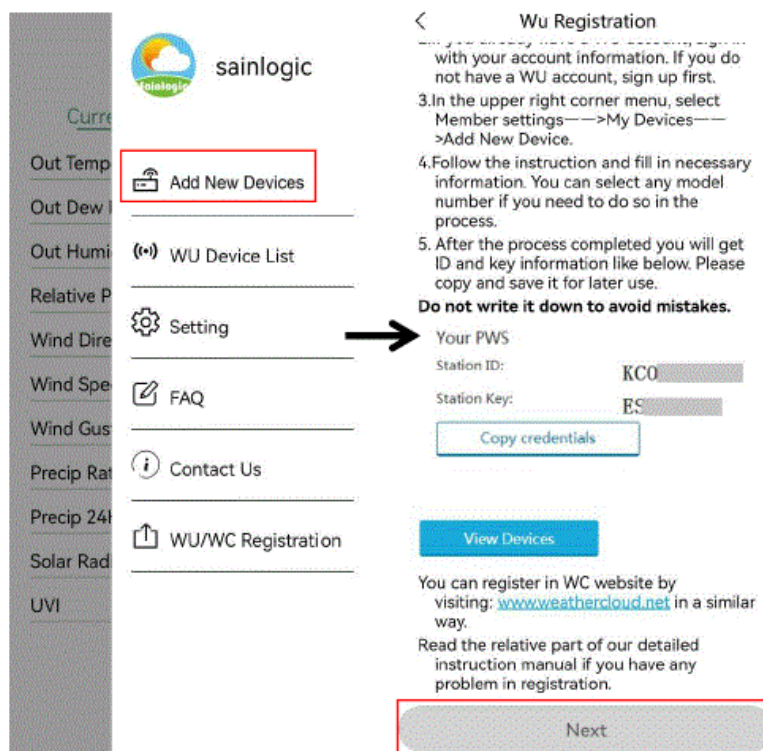 sainlogic
Sainlogic
Curre
Out Temp
Out Dew
Out Humi
Relative P
Wind Dire
Wind Spe
Wind Gus
Precip Rat
Precip 24H
Solar Rad
UVI
Add New Devices
WU Device List
Setting
FAQ
Contact Us
WU/WC Registration
Wu Registration
with your account information. If you do
not have a WU account, sign up first.
3.In the upper right corner menu, select
Member settings——>My Devices——
>Add New Device.
4.Follow the instruction and fill in necessary
information. You can select any model
number if you need to do so in the
process.
5. After the process completed you will get
ID and key information like below. Please
copy and save it for later use.
Do not write it down to avoid mistakes.
Your PWS
Station ID:
KCO
Station Key:
ES
Copy credentials
View Devices
You can register in WC website by
visiting: www.weathercloud.net in a similar
way.
Read the relative part of our detailed
instruction manual if you have any
problem in registration.
Next